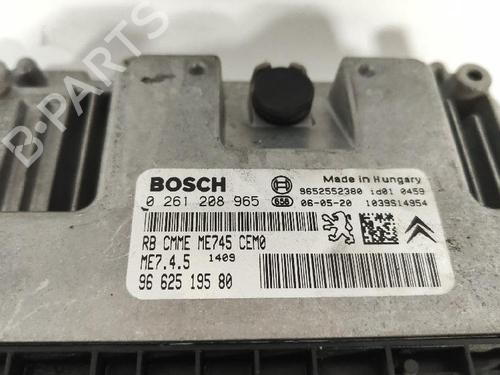 B-PARTS
BOSCH
0 261 208 965
Made in Hungary
9652552380 id01 0459
656 06-05-20 1039S14954
RB CMME ME745 CEM0
ME7.4.5 1409
96 625 195 80